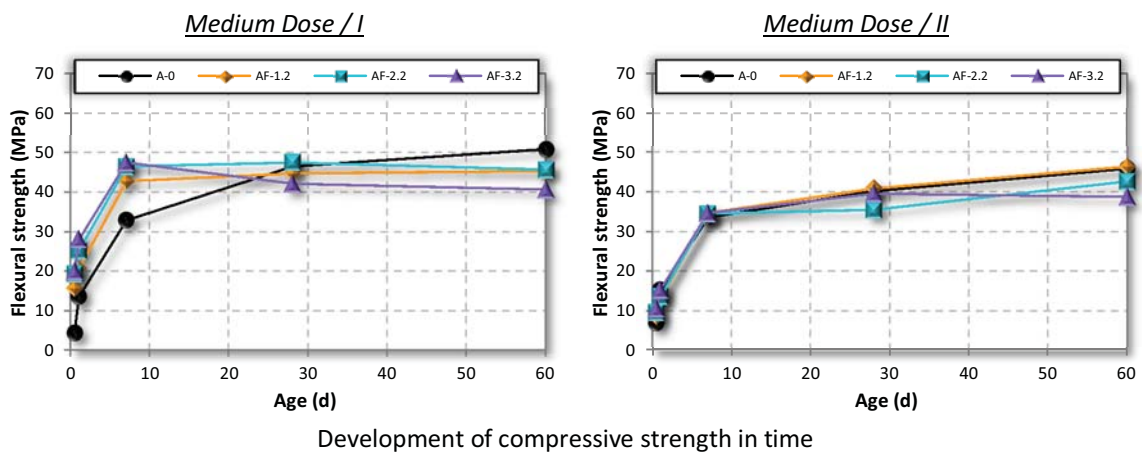 Medium Dose / I
A-0 AF-1.2 AF-2.2 AF-3.2
Flexural strength (MPa)
70
60
50
40
30
20
10
0
0 10 20 30 40 50 60
Age (d)
Medium Dose / II
A-0 AF-1.2 AF-2.2 AF-3.2
Flexural strength (MPa)
70
60
50
40
30
20
10
0
0 10 20 30 40 50 60
Age (d)
Development of compressive strength in time